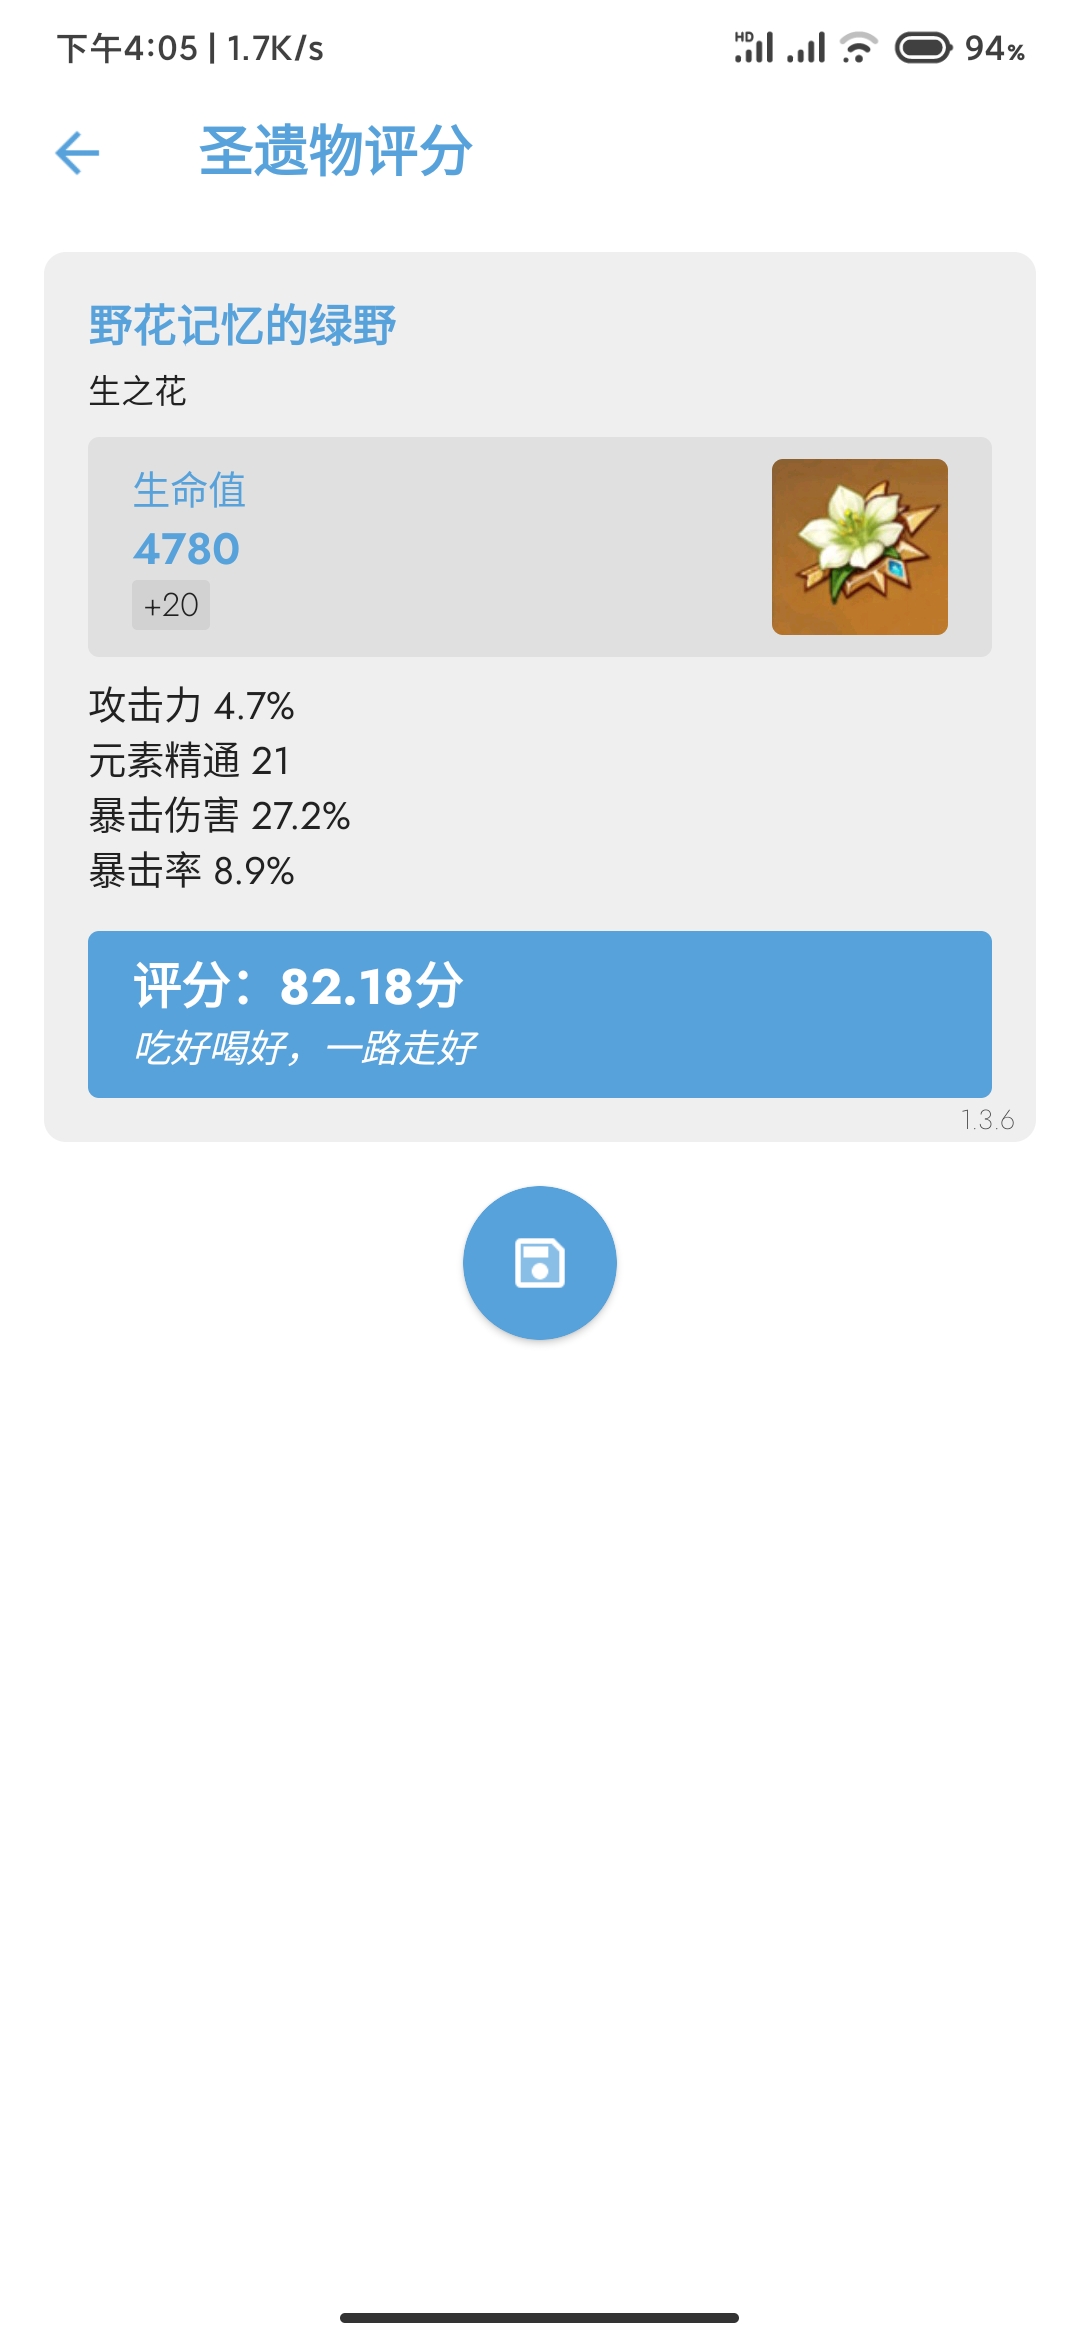 下午4:05 | 1.7K/s HD 94%
圣遗物评分
野花记忆的绿野
生之花
生命值
4780
+20
攻击力 4.7%
元素精通 21
暴击伤害 27.2%
暴击率 8.9%
评分：82.18分
吃好喝好，一路走好
1.3.6